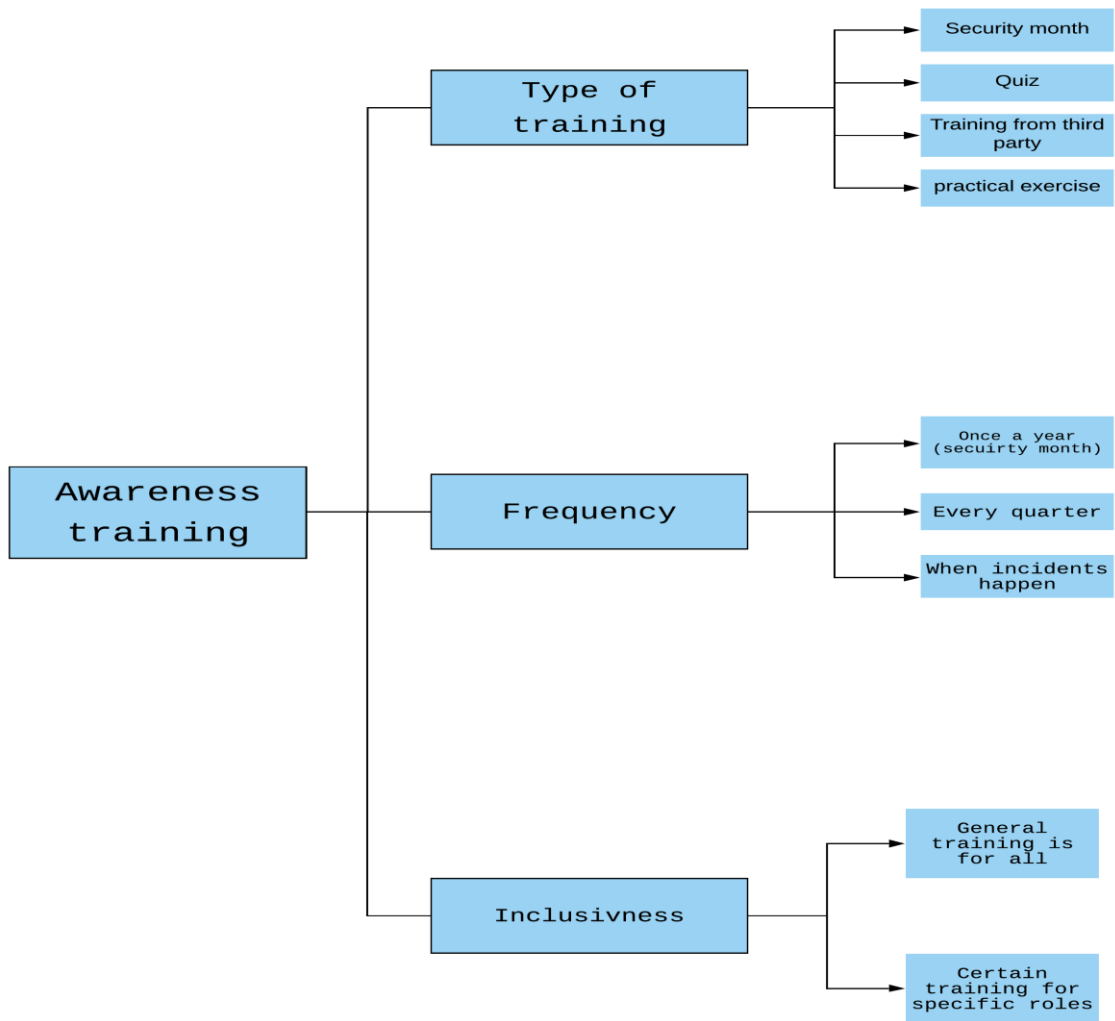 Awareness
training
Type of
training
Security month
Quiz
Training from third
party
practical exercise
Frequency
Once a year
(secuirty month)
Every quarter
When incidents
happen
Inclusivness
General
training is
for all
Certain
training for
specific roles